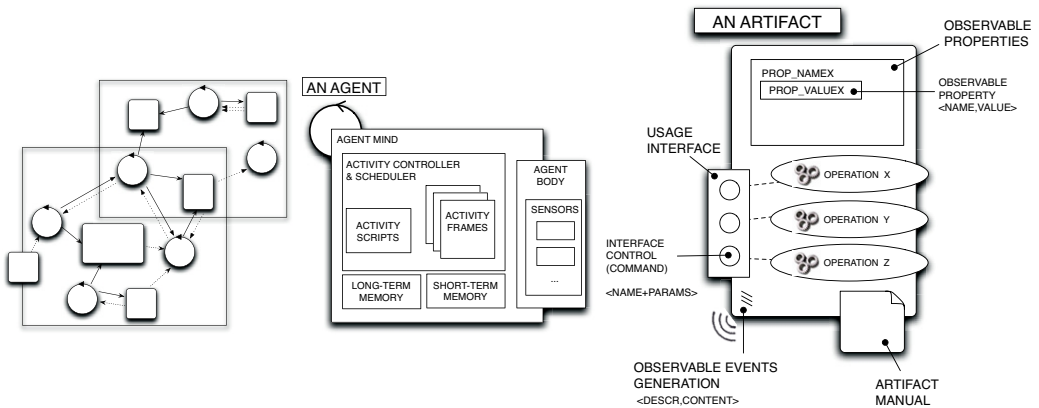 AN AGENT
AGENT MIND
ACTIVITY CONTROLLER
& SCHEDULER
ACTIVITY
SCRIPTS
ACTIVITY
FRAMES
LONG-TERM
MEMORY
SHORT-TERM
MEMORY
AGENT
BODY
SENSORS
...
AN ARTIFACT
OBSERVABLE
PROPERTIES
PROP_NAMEX
PROP_VALUEX
OBSERVABLE
PROPERTY
<NAME,VALUE>
USAGE
INTERFACE
OPERATION X
OPERATION Y
OPERATION Z
INTERFACE
CONTROL
(COMMAND)
<NAME+PARAMS>
OBSERVABLE EVENTS
GENERATION
<DESCR,CONTENT>
ARTIFACT
MANUAL